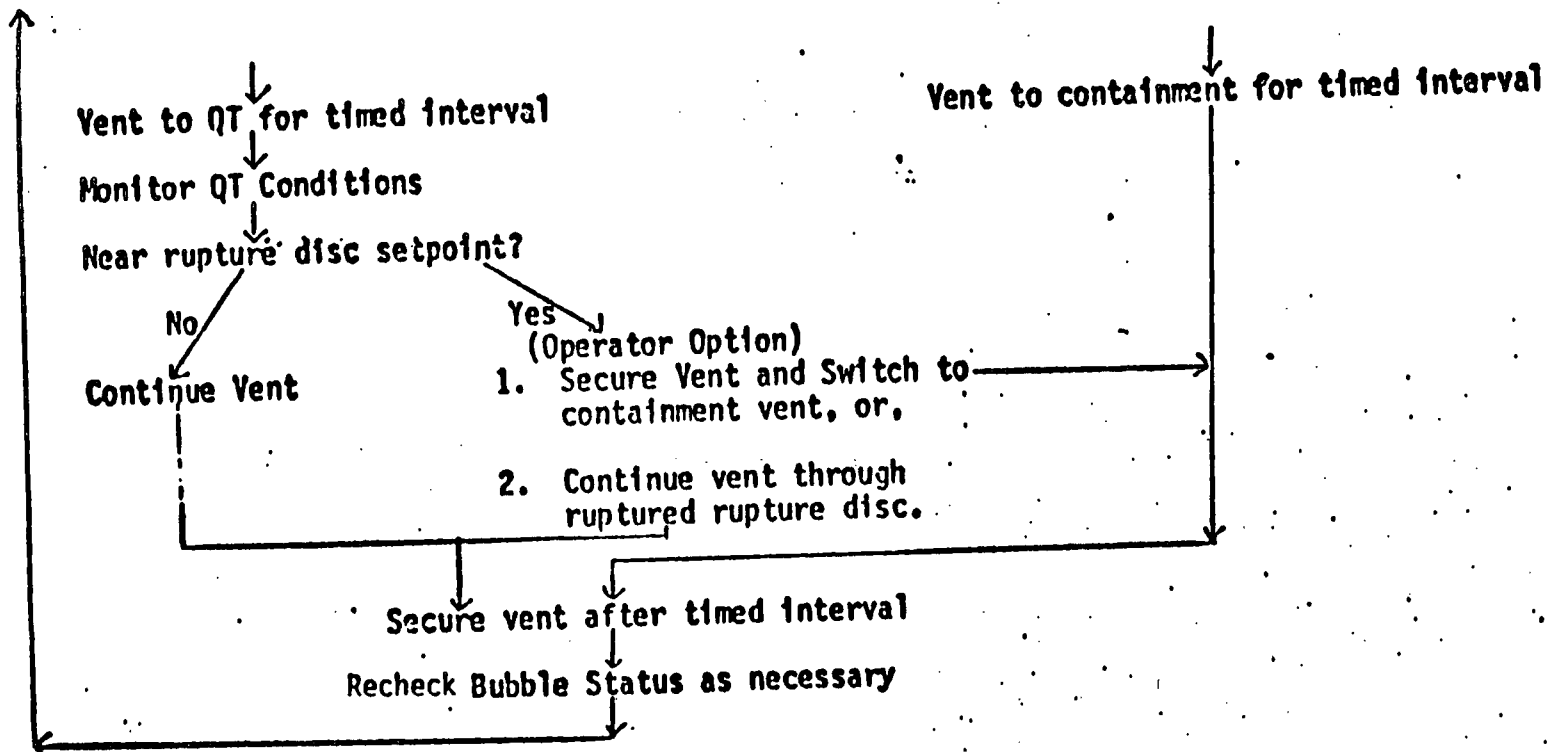 Vent to QT for timed interval
Vent to containment for timed interval
Monitor QT Conditions
Near rupture disc setpoint?
No
Yes
(Operator Option)
1. Secure Vent and Switch to
containment vent, or,
Continue Vent
2. Continue vent through
ruptured rupture disc.
Secure vent after timed interval
Recheck Bubble Status as necessary